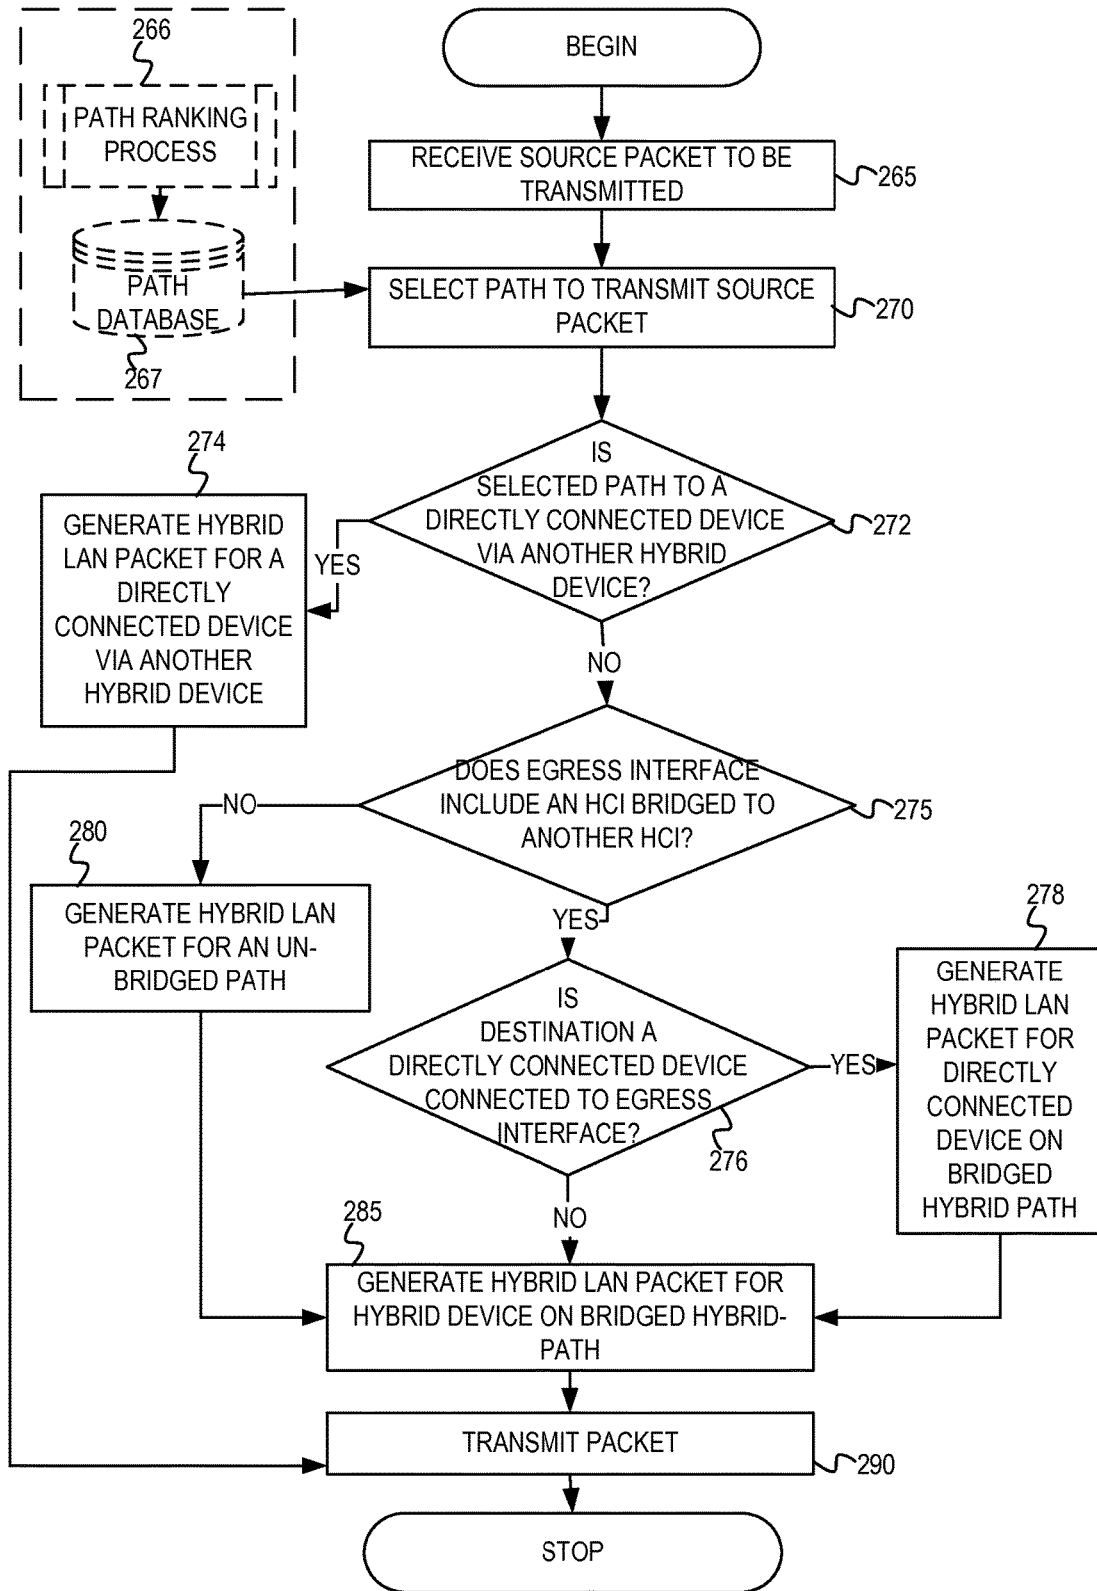 266
PATH RANKING
PROCESS
PATH
DATABASE
267
BEGIN
RECEIVE SOURCE PACKET TO BE
TRANSMITTED
265
SELECT PATH TO TRANSMIT SOURCE
PACKET
270
IS
SELECTED PATH TO A
DIRECTLY CONNECTED DEVICE
VIA ANOTHER HYBRID
DEVICE?
272
YES
274
GENERATE HYBRID
LAN PACKET FOR A
DIRECTLY
CONNECTED DEVICE
VIA ANOTHER
HYBRID DEVICE
NO
DOES EGRESS INTERFACE
INCLUDE AN HCI BRIDGED TO
ANOTHER HCI?
275
NO
280
GENERATE HYBRID LAN
PACKET FOR AN UN-
BRIDGED PATH
YES
IS
DESTINATION A
DIRECTLY CONNECTED DEVICE
CONNECTED TO EGRESS
INTERFACE?
276
YES
278
GENERATE
HYBRID LAN
PACKET FOR
DIRECTLY
CONNECTED
DEVICE ON
BRIDGED
HYBRID PATH
NO
285
GENERATE HYBRID LAN PACKET FOR
HYBRID DEVICE ON BRIDGED HYBRID-
PATH
TRANSMIT PACKET
290
STOP